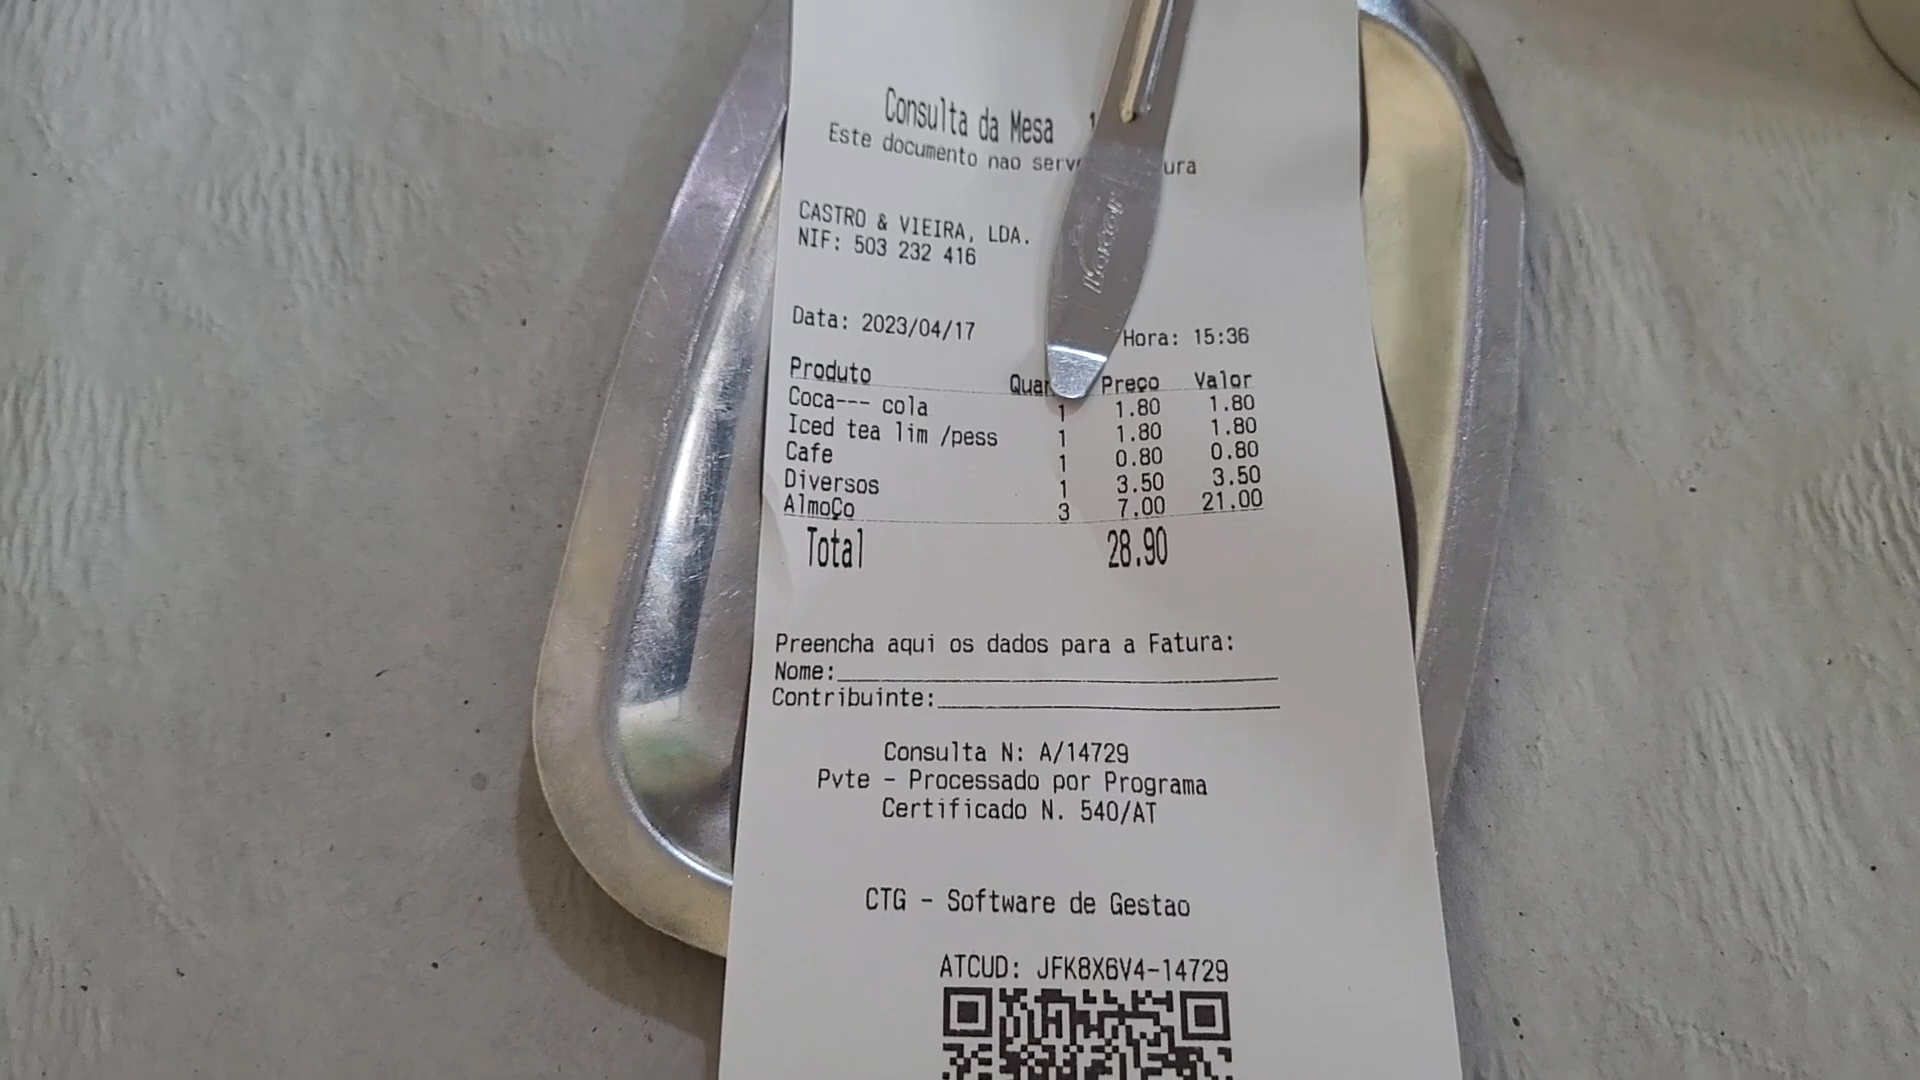 Consulta da Mesa
Este documento nao
CASTRO & VIEIRA, LDA.
NIF: 503 232 416
Data: 2023/04/17 Hora: 15:36
Produto Preço Valor
Coca--- cola 1 1.80 1.80
Iced tea lim /pess 1 1.80 1.80
Cafe 1 0.80 0.80
Diversos 1 3.50 3.50
AlmoÇo 3 7.00 21.00
Total 28.90
Preencha aqui os dados para a Fatura:
Nome:
Contribuinte:
Consulta N: A/14729
Pvte - Processado por Programa
Certificado N. 540/AT
CTG - Software de Gestao
ATCUD: JFK8X6V4-14729